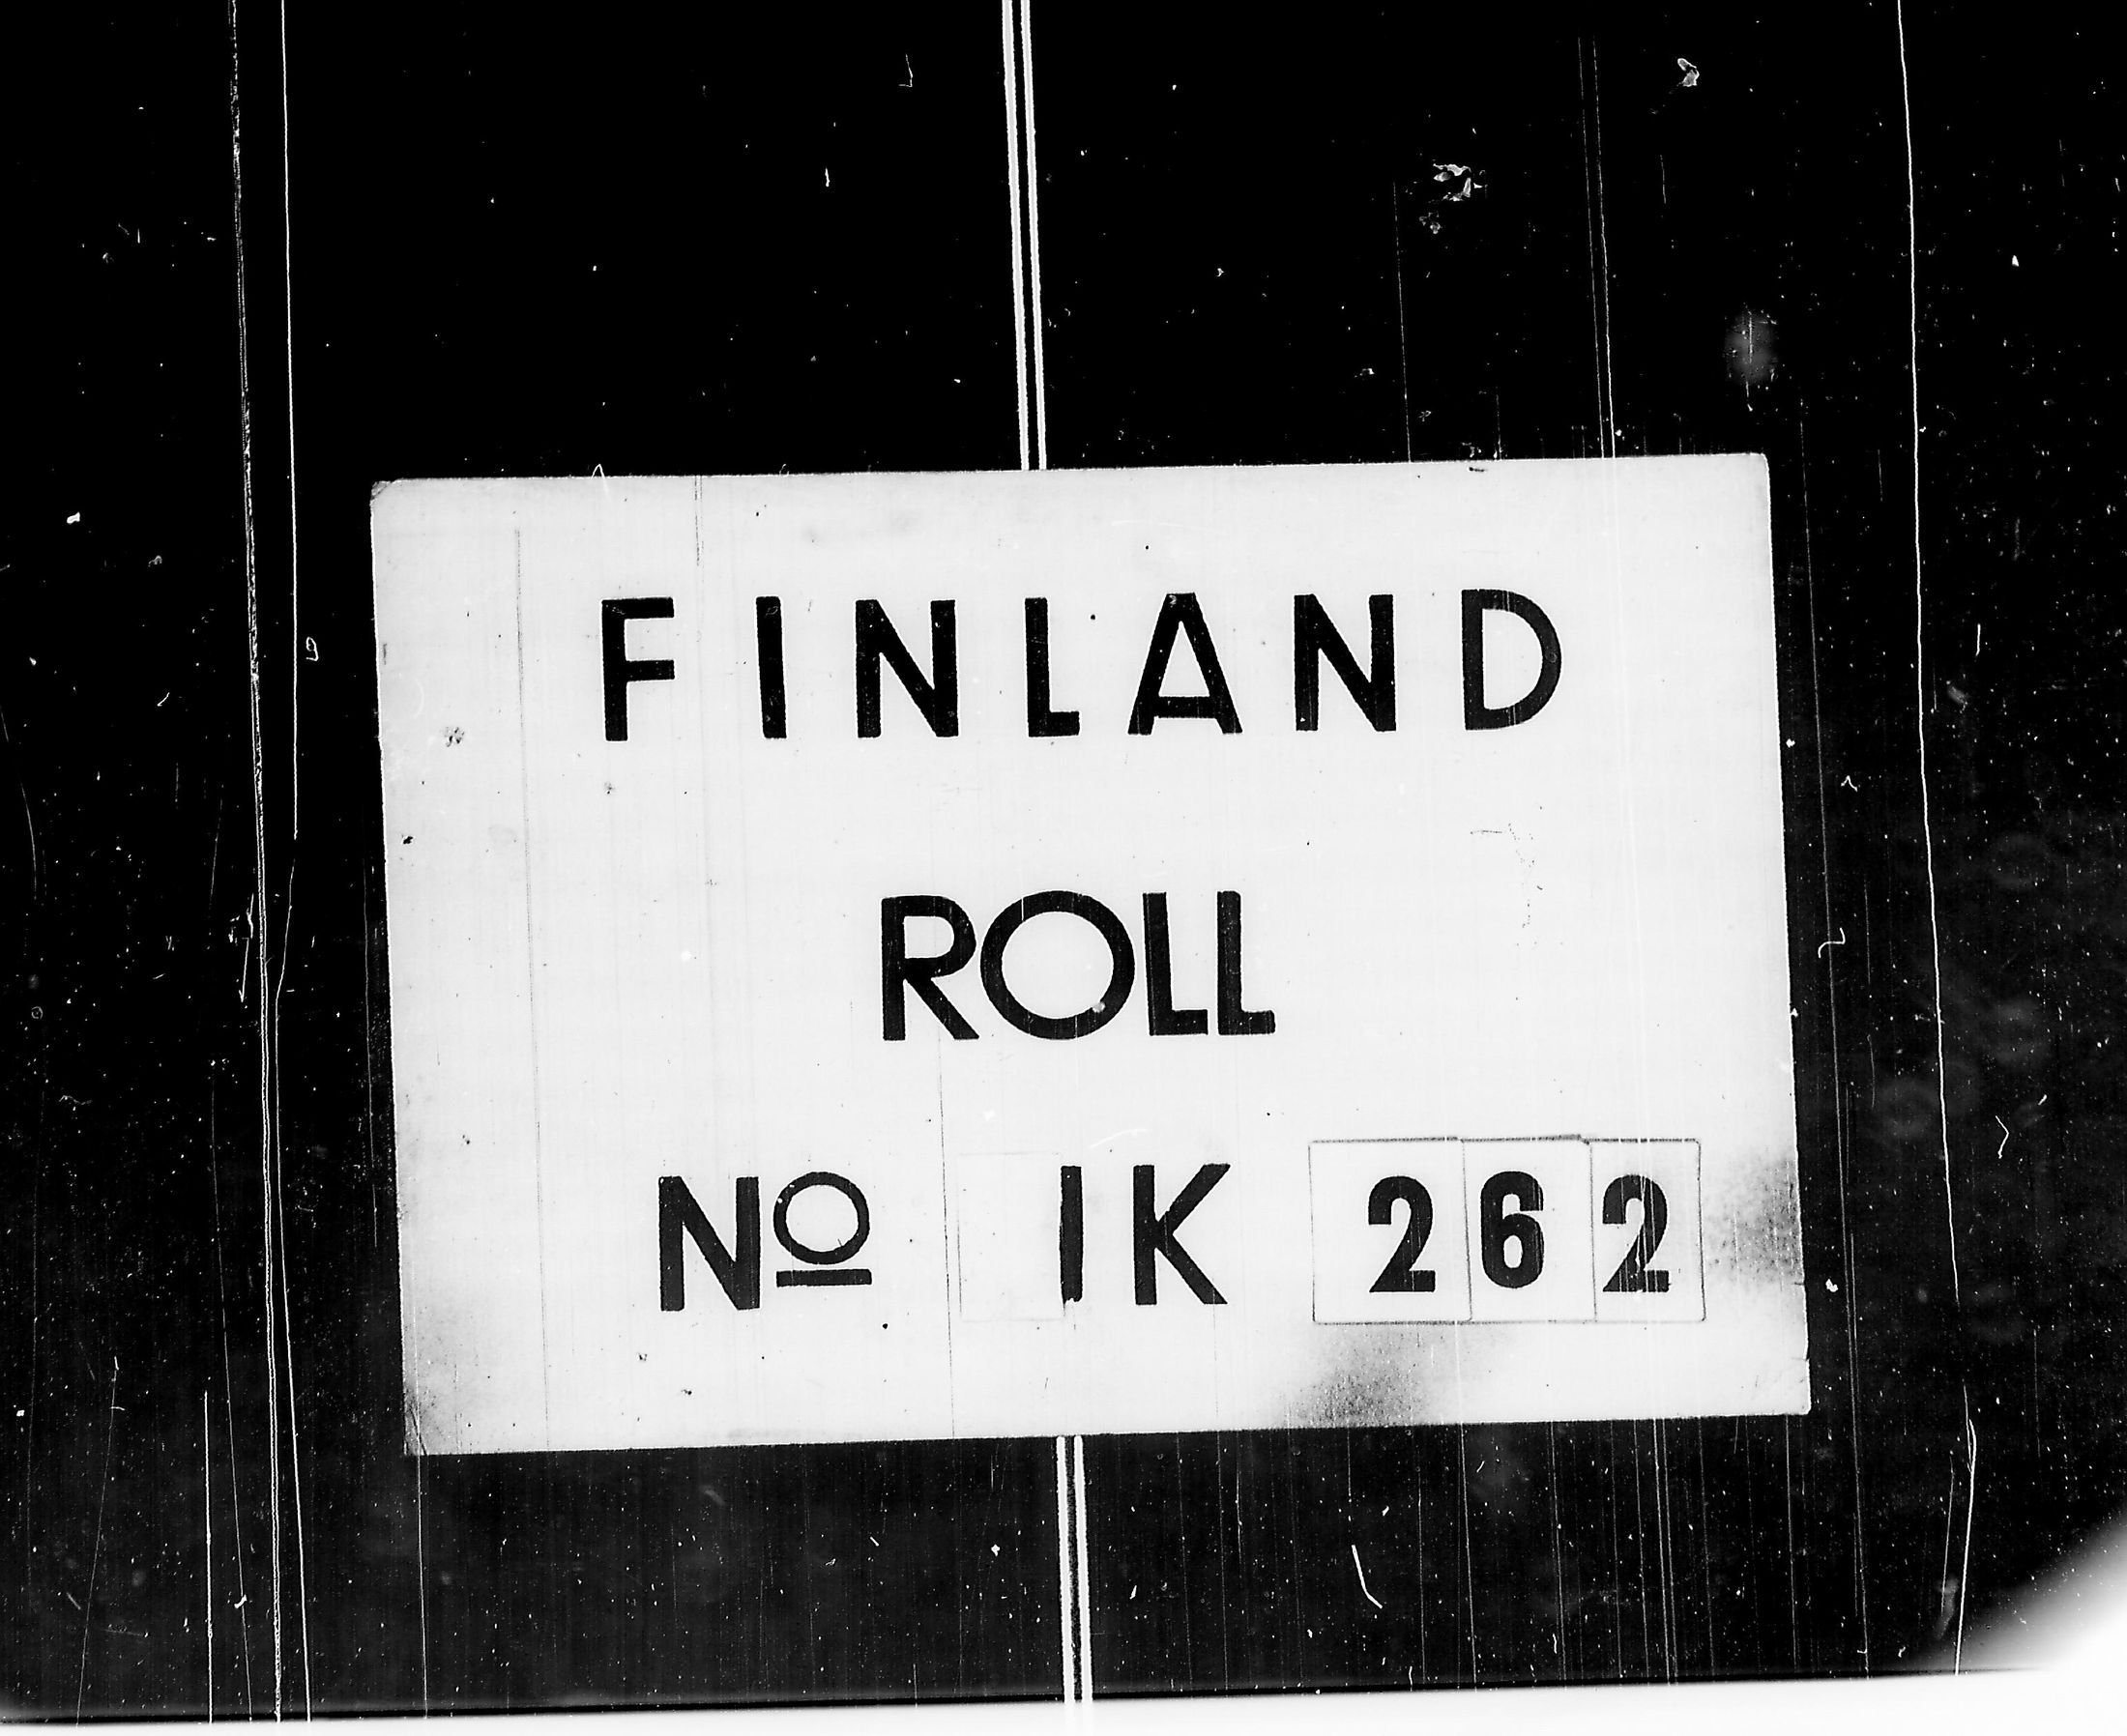 FINLAND
ROLL
Nº IK 262